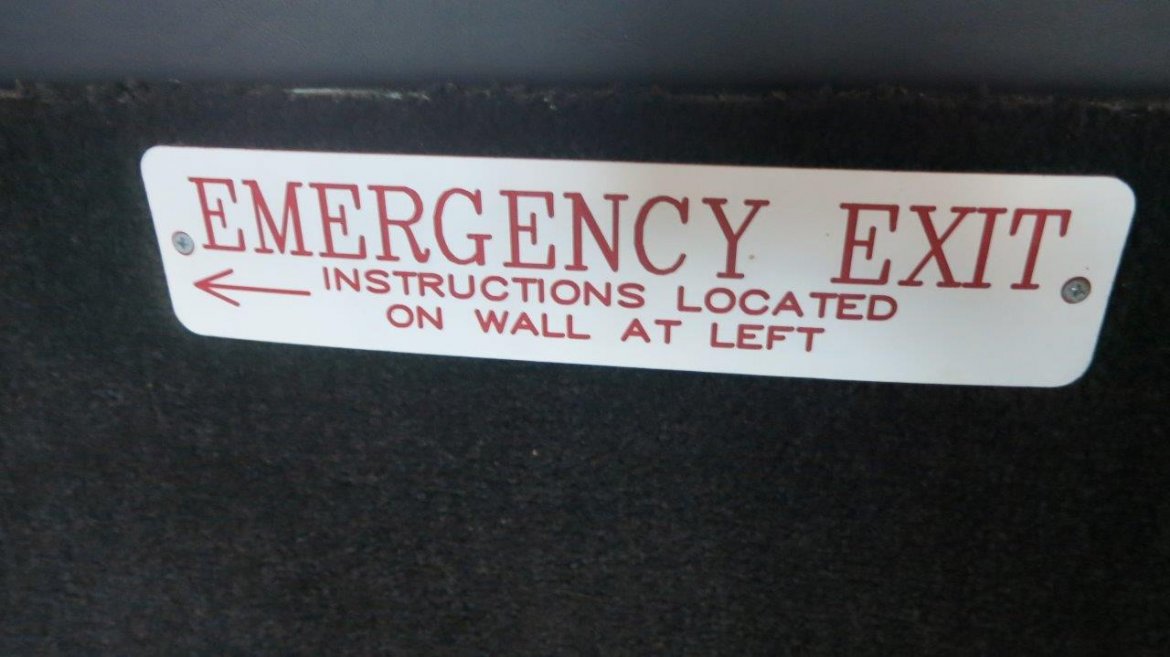 EMERGENCY EXIT
INSTRUCTIONS LOCATED
ON WALL AT LEFT